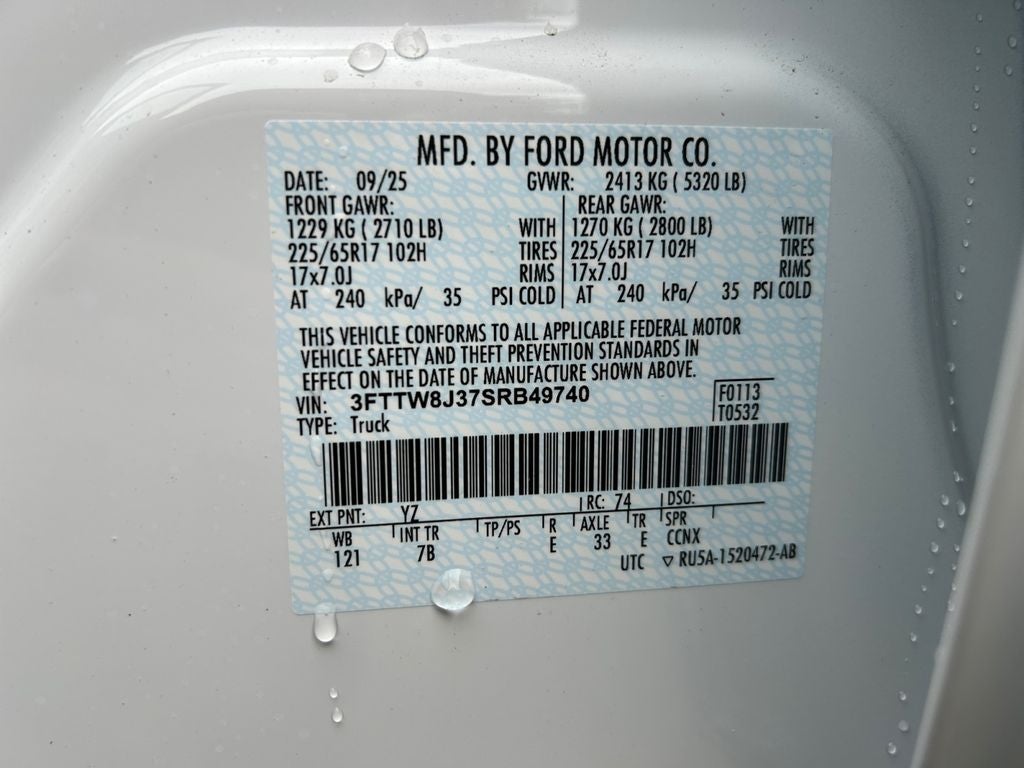 MFD. BY FORD MOTOR CO.
DATE: 09/25 GVWR: 2413 KG ( 5320 LB)
FRONT GAWR: REAR GAWR:
1229 KG ( 2710 LB) WITH 1270 KG ( 2800 LB) WITH
225/65R17 102H TIRES 225/65R17 102H TIRES
17x7.0J RIMS 17x7.0J RIMS
AT 240 kPa/ 35 PSI COLD AT 240 kPa/ 35 PSI COLD
THIS VEHICLE CONFORMS TO ALL APPLICABLE FEDERAL MOTOR
VEHICLE SAFETY AND THEFT PREVENTION STANDARDS IN
EFFECT ON THE DATE OF MANUFACTURE SHOWN ABOVE.
VIN: 3FTTW8J37SRB49740 F0113
TYPE: Truck T0532
EXT PNT: YZ RC: 74 DSO:
WB INT TR TP/PS R AXLE TR SPR
121 7B E 33 E CCNX
UTC ▽ RU5A-1520472-AB